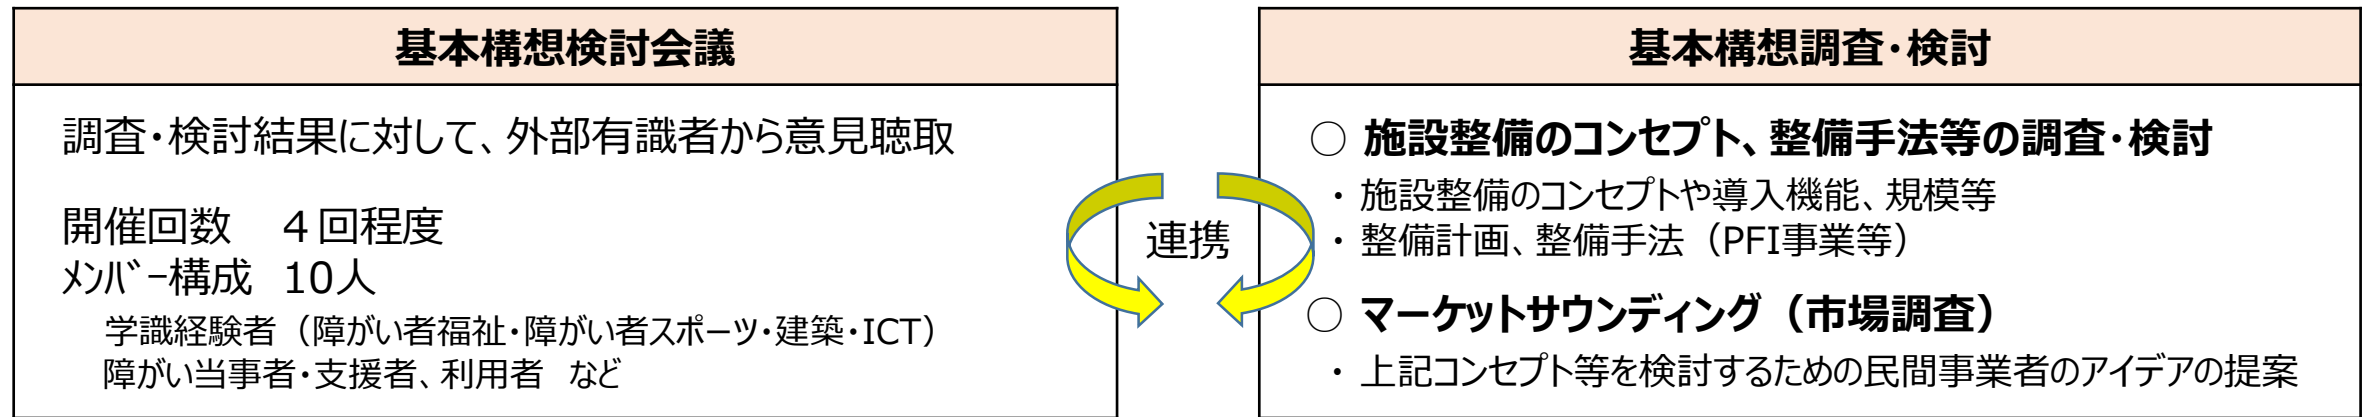 基本構想検討会議
調査・検討結果に対して、外部有識者から意見聴取
開催回数　４回程度
ﾒﾝﾊﾞｰ構成　10人
学識経験者（障がい者福祉・障がい者スポーツ・建築・ICT）
障がい当事者・支援者、利用者　など
連携
基本構想調査・検討
○ 施設整備のコンセプト、整備手法等の調査・検討
・ 施設整備のコンセプトや導入機能、規模等
・ 整備計画、整備手法（PFI事業等）
○ マーケットサウンディング（市場調査）
・ 上記コンセプト等を検討するための民間事業者のアイデアの提案